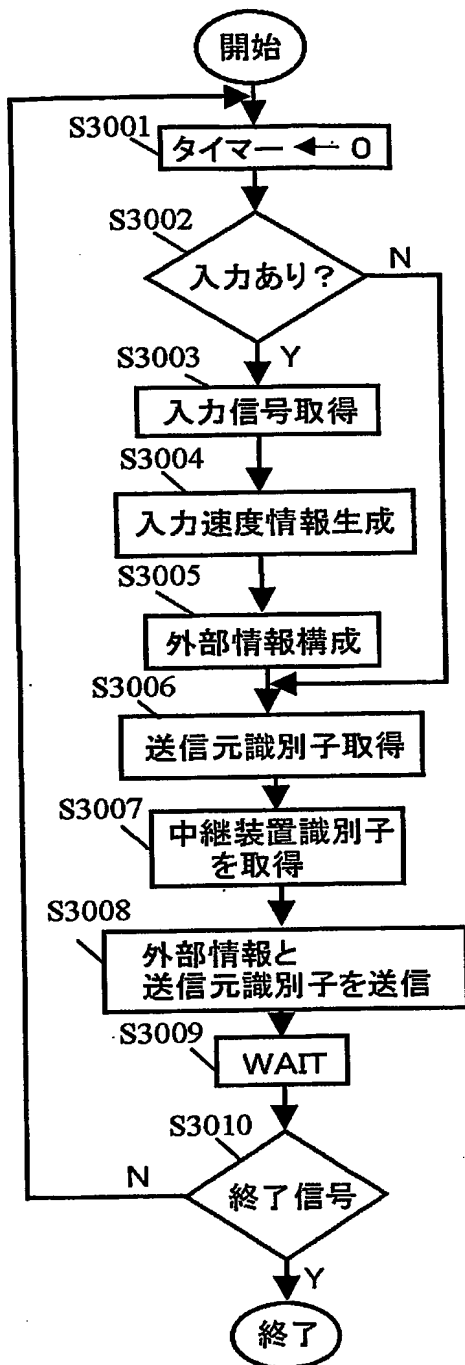 開始
S3001
タイマー ← 0
S3002
入力あり？
N
Y
S3003
入力信号取得
S3004
入力速度情報生成
S3005
外部情報構成
S3006
送信元識別子取得
S3007
中継装置識別子
を取得
S3008
外部情報と
送信元識別子を送信
S3009
WAIT
S3010
終了信号
N
Y
終了